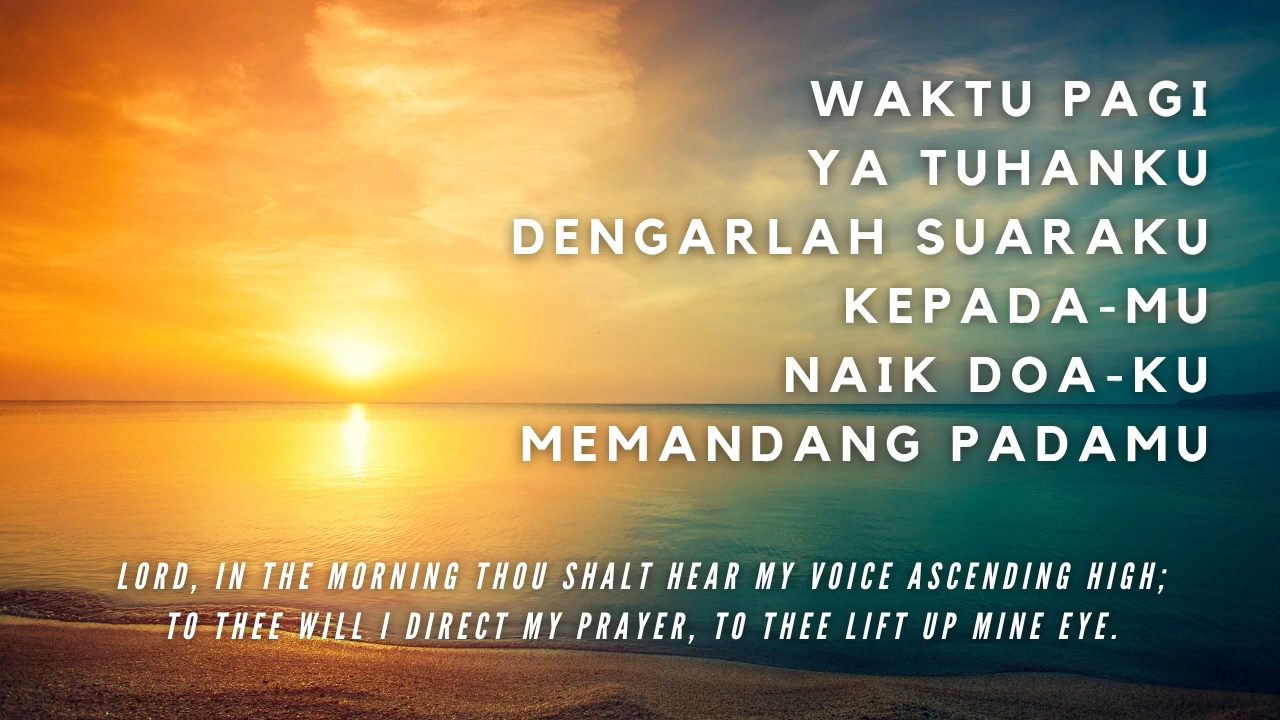 WAKTU PAGI
YA TUHANKU
DENGARLAH SUARAKU
KEPADA-MU
NAIK DOA-KU
MEMANDANG PADAMU
LORD, IN THE MORNING THOU SHALT HEAR MY VOICE ASCENDING HIGH;
TO THEE WILL I DIRECT MY PRAYER, TO THEE LIFT UP MINE EYE.